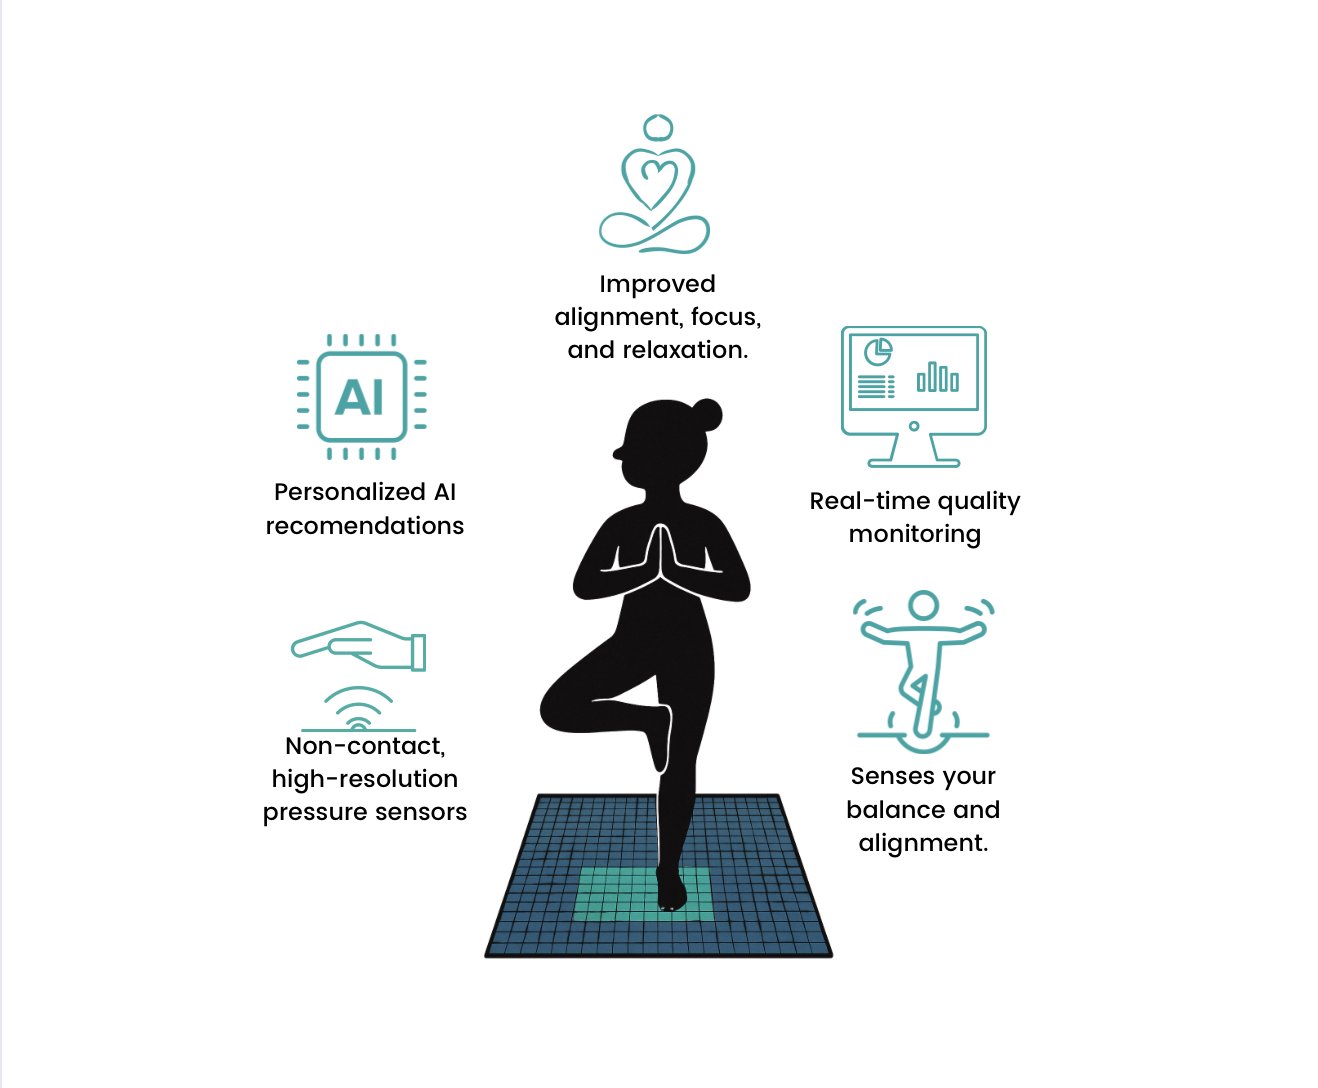 Improved
alignment, focus,
and relaxation.
AI
Personalized AI
recomendations
Real-time quality
monitoring
Non-contact,
high-resolution
pressure sensors
Senses your
balance and
alignment.